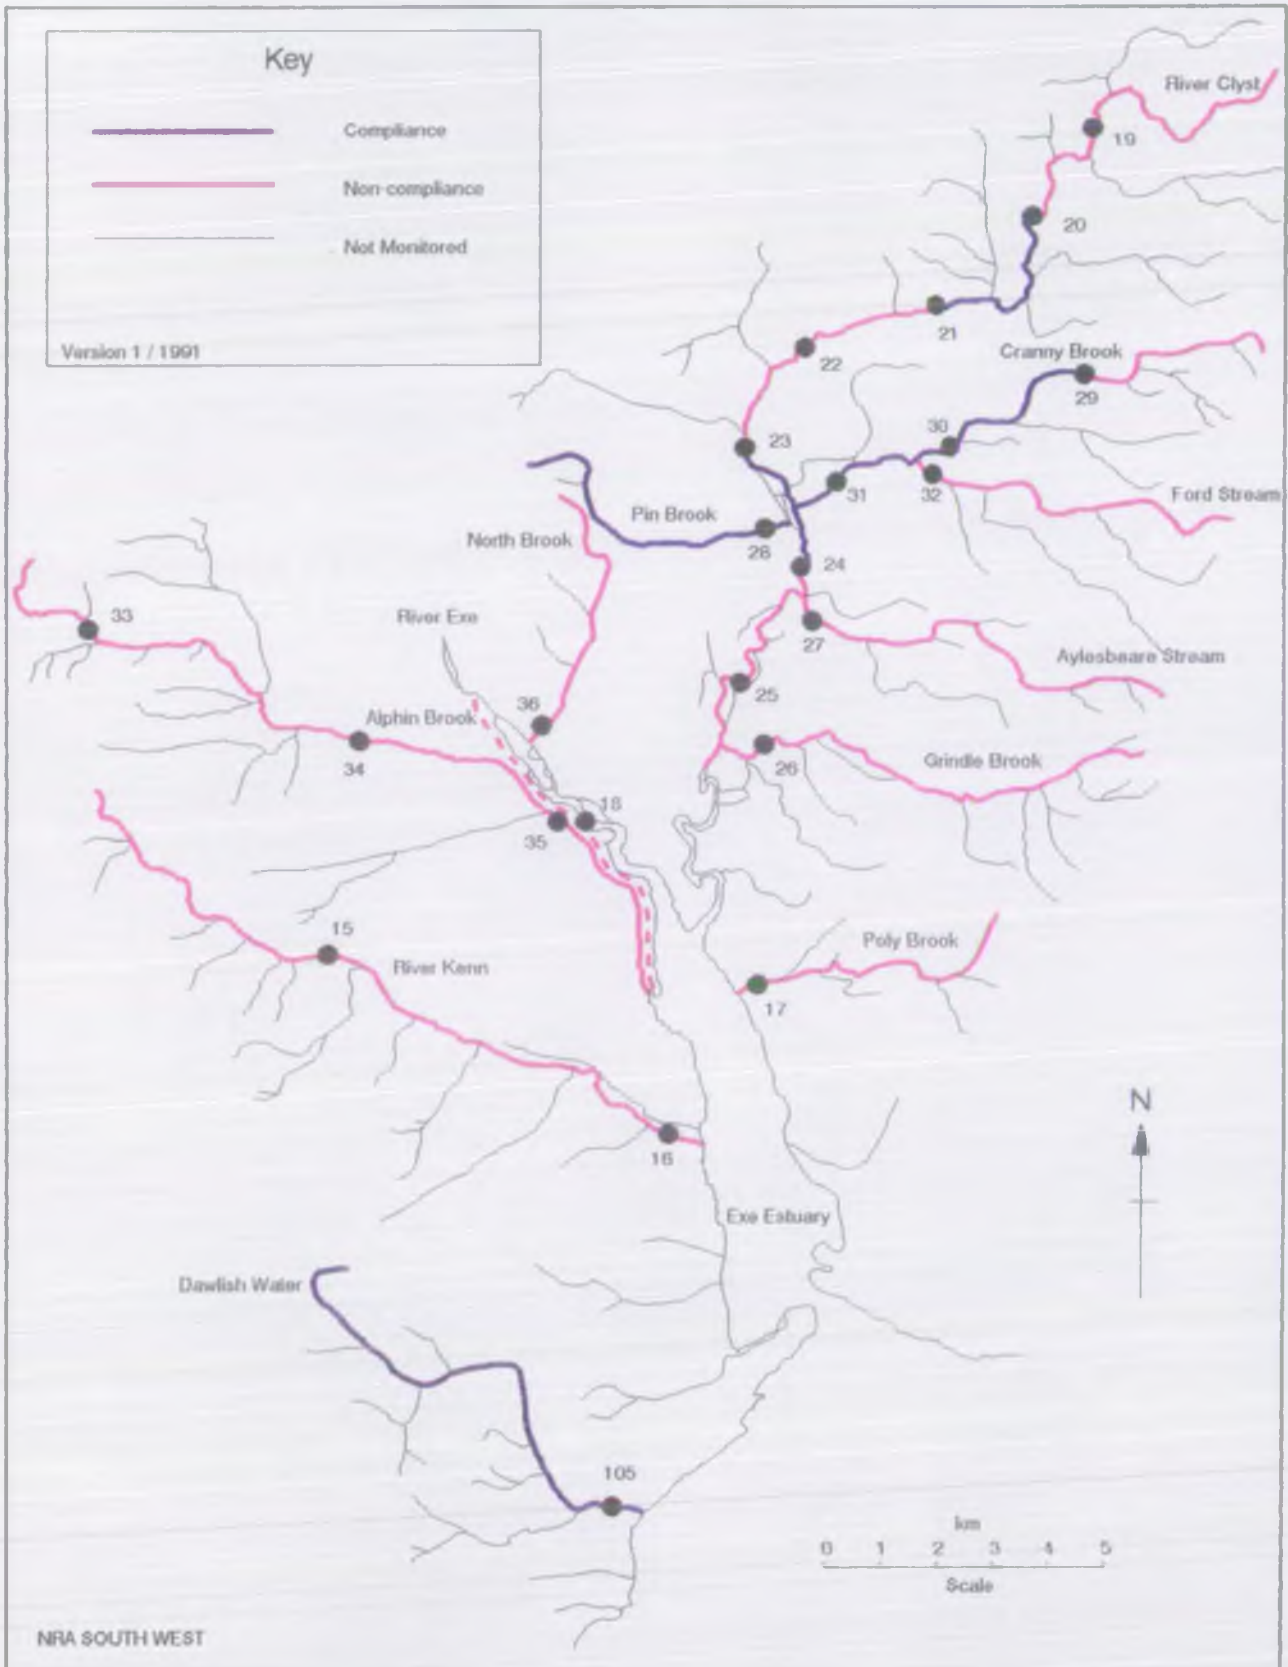 Key
Compliance
Non-compliance
Not Monitored
Version 1 / 1991
River Clyst
19
20
21
22
Cranny Brook
29
30
23
31
32
Ford Stream
Pin Brook
28
North Brook
24
33
River Exe
27
Aylesbeare Stream
25
36
Alphin Brook
34
26
Grindle Brook
18
35
15
River Kenn
Poly Brook
17
N
16
Exe Estuary
Dawlish Water
105
km
0 1 2 3 4 5
Scale
NRA SOUTH WEST